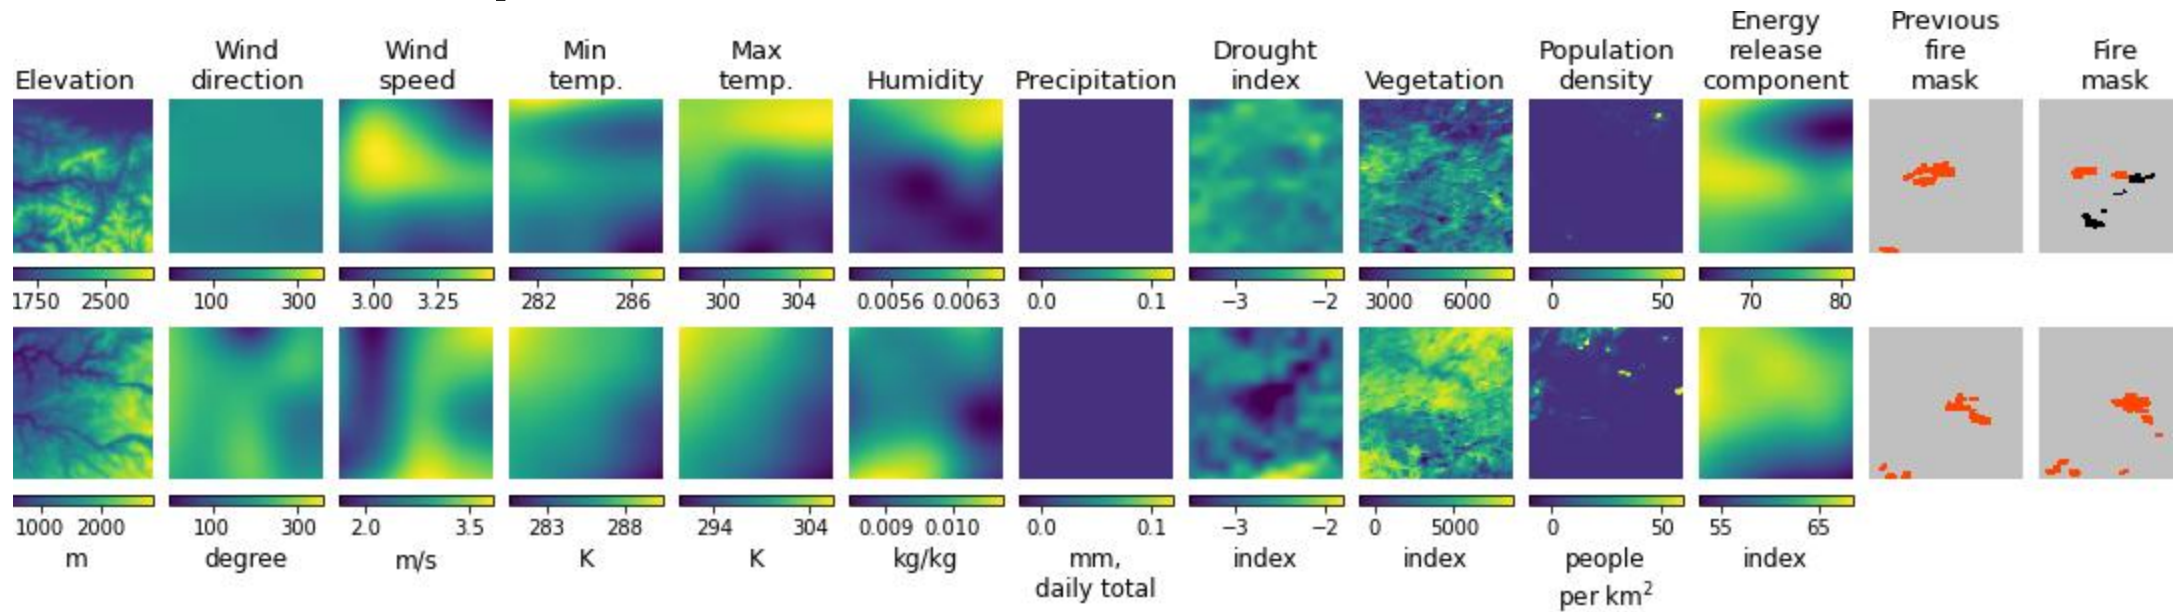 Elevation
Wind
direction
Wind
speed
Min
temp.
Max
temp.
Humidity
Precipitation
Drought
index
Vegetation
Population
density
Energy
release
component
Previous
fire
mask
Fire
mask
1750 2500
100 300
3.00 3.25
282 286
300 304
0.0056 0.0063
0.0 0.1
−3 −2
3000 6000
0 50
70 80
1000 2000
100 300
2.0 3.5
283 288
294 304
0.009 0.010
0.0 0.1
−3 −2
0 5000
0 50
55 65
m
degree
m/s
K
K
kg/kg
mm,
daily total
index
index
people
per km²
index